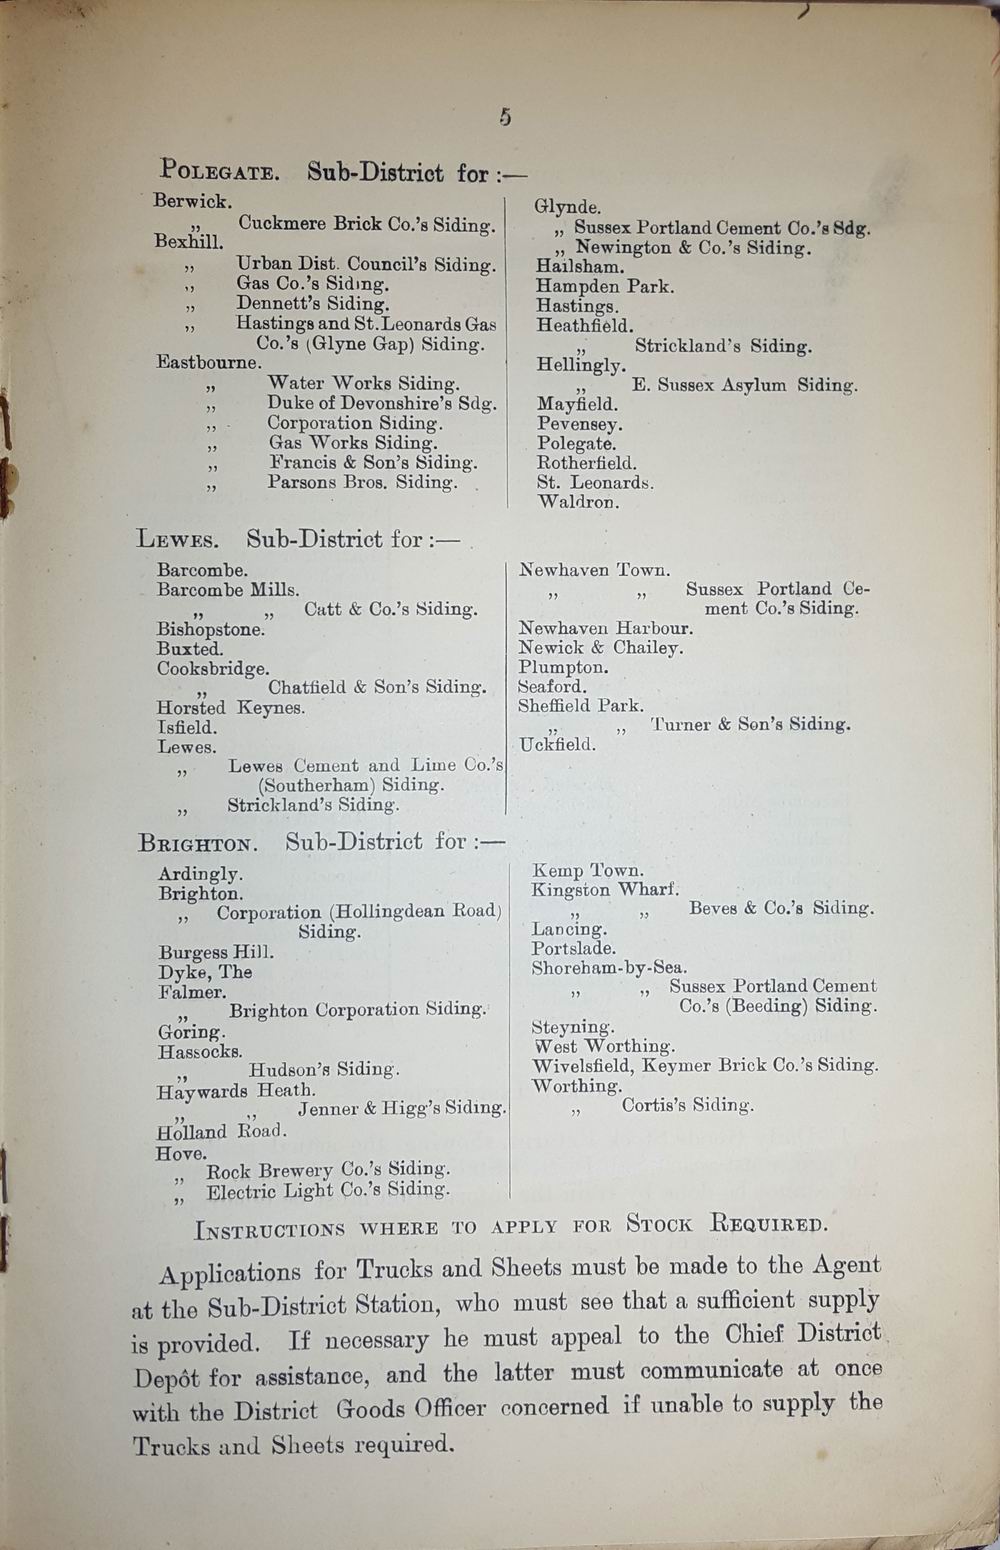 5
POLEGATE. Sub-District for :—
Berwick.
„ Cuckmere Brick Co.'s Siding.
Bexhill.
„ Urban Dist. Council's Siding.
„ Gas Co.'s Siding.
„ Dennett's Siding.
„ Hastings and St. Leonards Gas
Co.'s (Glyne Gap) Siding.
Eastbourne.
„ Water Works Siding.
„ Duke of Devonshire's Sdg.
„ Corporation Siding.
„ Gas Works Siding.
„ Francis & Son's Siding.
„ Parsons Bros. Siding.
Glynde.
„ Sussex Portland Cement Co.'s Sdg.
„ Newington & Co.'s Siding.
Hailsham.
Hampden Park.
Hastings.
Heathfield.
„ Strickland's Siding.
Hellingly.
„ E. Sussex Asylum Siding.
Mayfield.
Pevensey.
Polegate.
Rotherfield.
St. Leonards.
Waldron.
LEWES. Sub-District for :—
Barcombe.
Barcombe Mills.
„ „ Catt & Co.'s Siding.
Bishopstone.
Buxted.
Cooksbridge.
„ Chatfield & Son's Siding.
Horsted Keynes.
Isfield.
Lewes.
„ Lewes Cement and Lime Co.'s
(Southerham) Siding.
„ Strickland's Siding.
Newhaven Town.
„ „ Sussex Portland Ce-
ment Co.'s Siding.
Newhaven Harbour.
Newick & Chailey.
Plumpton.
Seaford.
Sheffield Park.
„ „ Turner & Son's Siding.
Uckfield.
BRIGHTON. Sub-District for :—
Ardingly.
Brighton.
„ Corporation (Hollingdean Road)
Siding.
Burgess Hill.
Dyke, The
Falmer.
„ Brighton Corporation Siding.
Goring.
Hassocks.
„ Hudson's Siding.
Haywards Heath.
„ „ Jenner & Higg's Siding.
Holland Road.
Hove.
„ Rock Brewery Co.'s Siding.
„ Electric Light Co.'s Siding.
Kemp Town.
Kingston Wharf.
„ „ Beves & Co.'s Siding.
Lancing.
Portslade.
Shoreham-by-Sea.
„ „ Sussex Portland Cement
Co.'s (Beeding) Siding.
Steyning.
West Worthing.
Wivelsfield, Keymer Brick Co.'s Siding.
Worthing.
„ Cortis's Siding.
INSTRUCTIONS WHERE TO APPLY FOR STOCK REQUIRED.
Applications for Trucks and Sheets must be made to the Agent
at the Sub-District Station, who must see that a sufficient supply
is provided. If necessary he must appeal to the Chief District
Depôt for assistance, and the latter must communicate at once
with the District Goods Officer concerned if unable to supply the
Trucks and Sheets required.